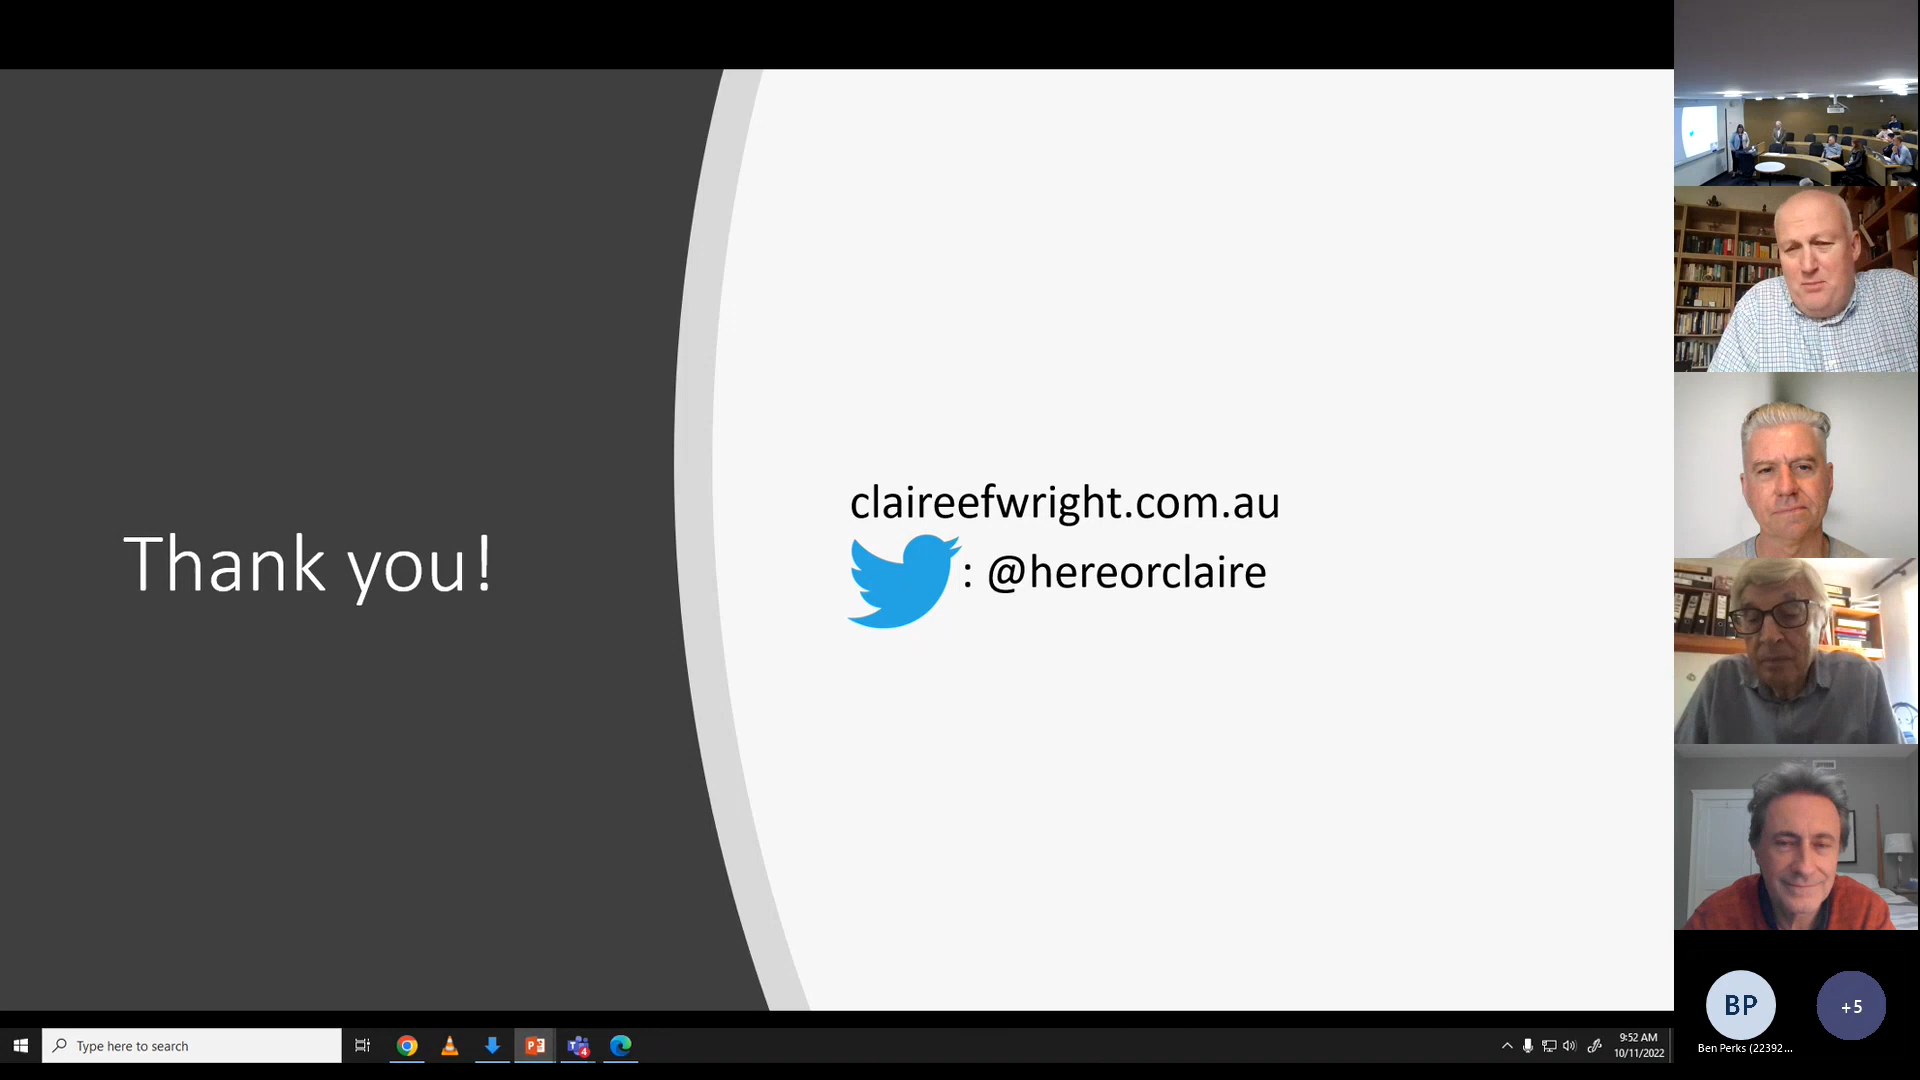 Thank you!
claireefwright.com.au
: @hereorclaire
BP
+5
Ben Perks (22392...
Type here to search
4
9:52 AM
10/11/2022